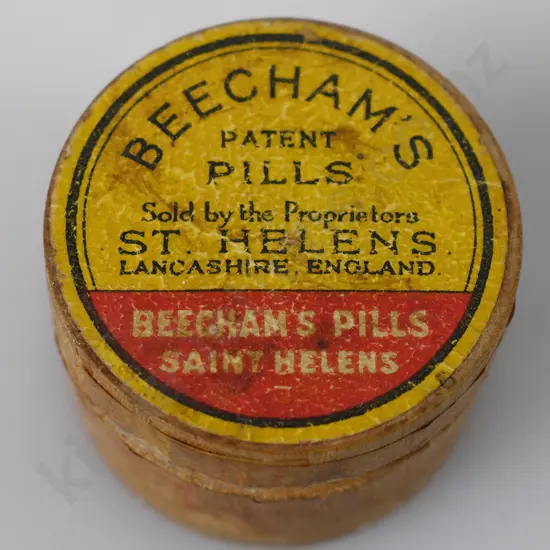 BEECHAM'S
PATENT
PILLS
Sold by the Proprietors
ST. HELENS.
LANCASHIRE, ENGLAND.
BEECHAM'S PILLS
SAINT HELENS